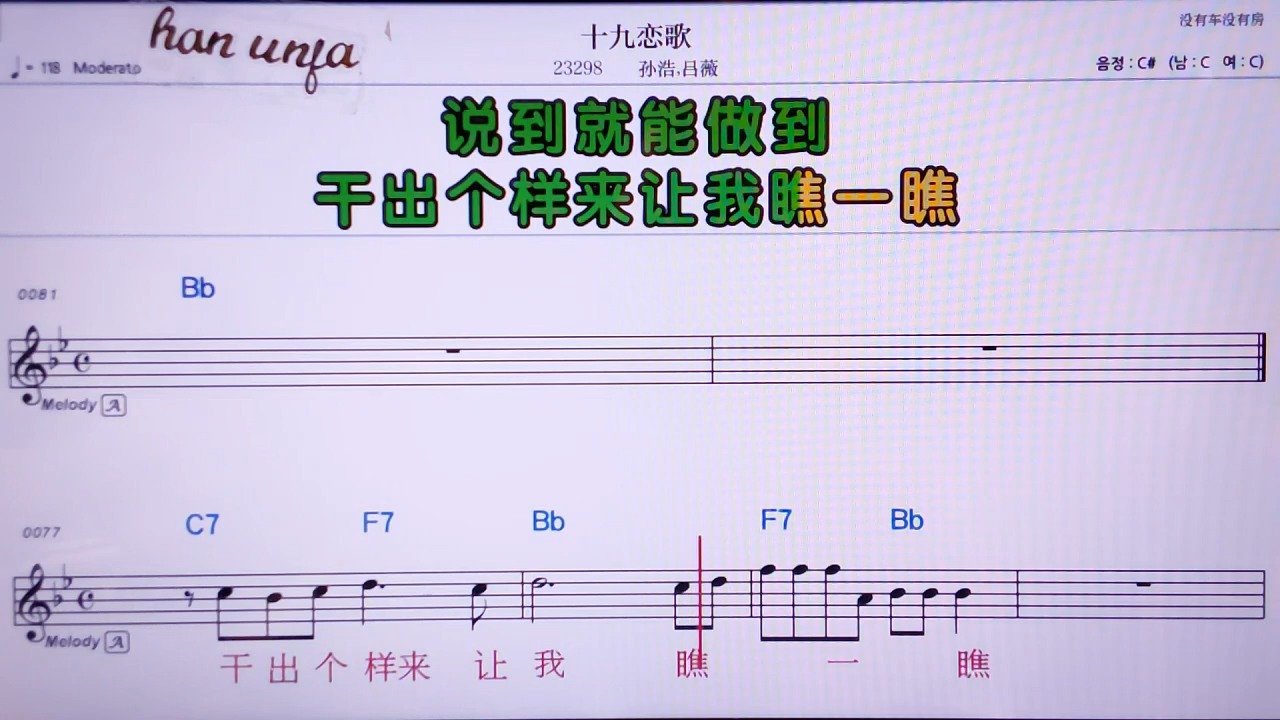 han unfa
十九恋歌
没有车没有房
♩= 118 Moderato
23298 孙浩,吕薇
음정 : C# (남 : C 여 : C)
说到就能做到
干出个样来让我瞧一瞧
0081 Bb
Melody A
0077 C7 F7 Bb F7 Bb
Melody A
干 出 个 样来 让 我 瞧 一 瞧